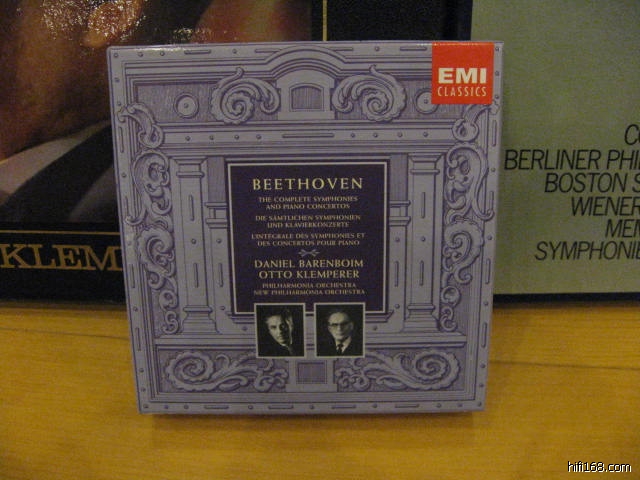 EMI
CLASSICS
BEETHOVEN
THE COMPLETE SYMPHONIES
AND PIANO CONCERTOS
DIE SÄMTLICHEN SYMPHONIEN
UND KLAVIERKONZERTE
L'INTÉGRALE DES SYMPHONIES ET
DES CONCERTOS POUR PIANO
DANIEL BARENBOIM
OTTO KLEMPERER
PHILHARMONIA ORCHESTRA
NEW PHILHARMONIA ORCHESTRA
KLEM
CO
BERLINER PHI
BOSTON S
WIENER
MEM
SYMPHONIE
hifi168.com